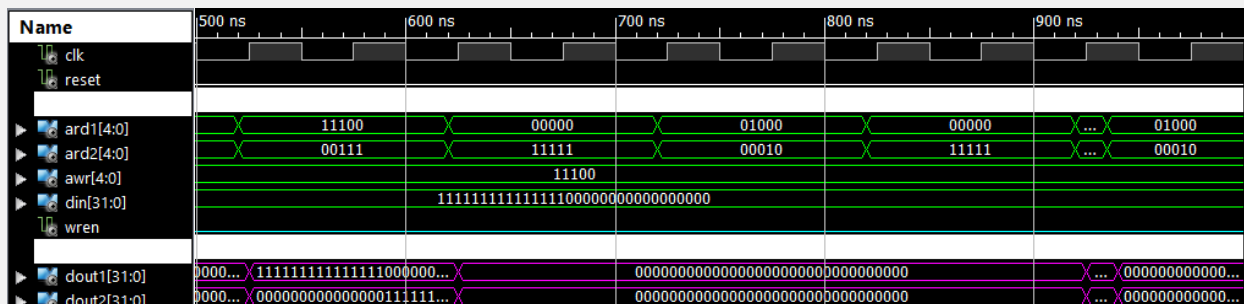 Name 500 ns 600 ns 700 ns 800 ns 900 ns
clk
reset
ard1[4:0] 11100 00000 01000 00000 ... 01000
ard2[4:0] 00111 11111 00010 11111 ... 00010
awr[4:0] 11100
din[31:0] 11111111111111110000000000000000
wren
dout1[31:0] 0000... 1111111111111111000000... 00000000000000000000000000000000 ... 000000000000...
dout2[31:0] 0000... 0000000000000000111111... 00000000000000000000000000000000 ... 000000000000...